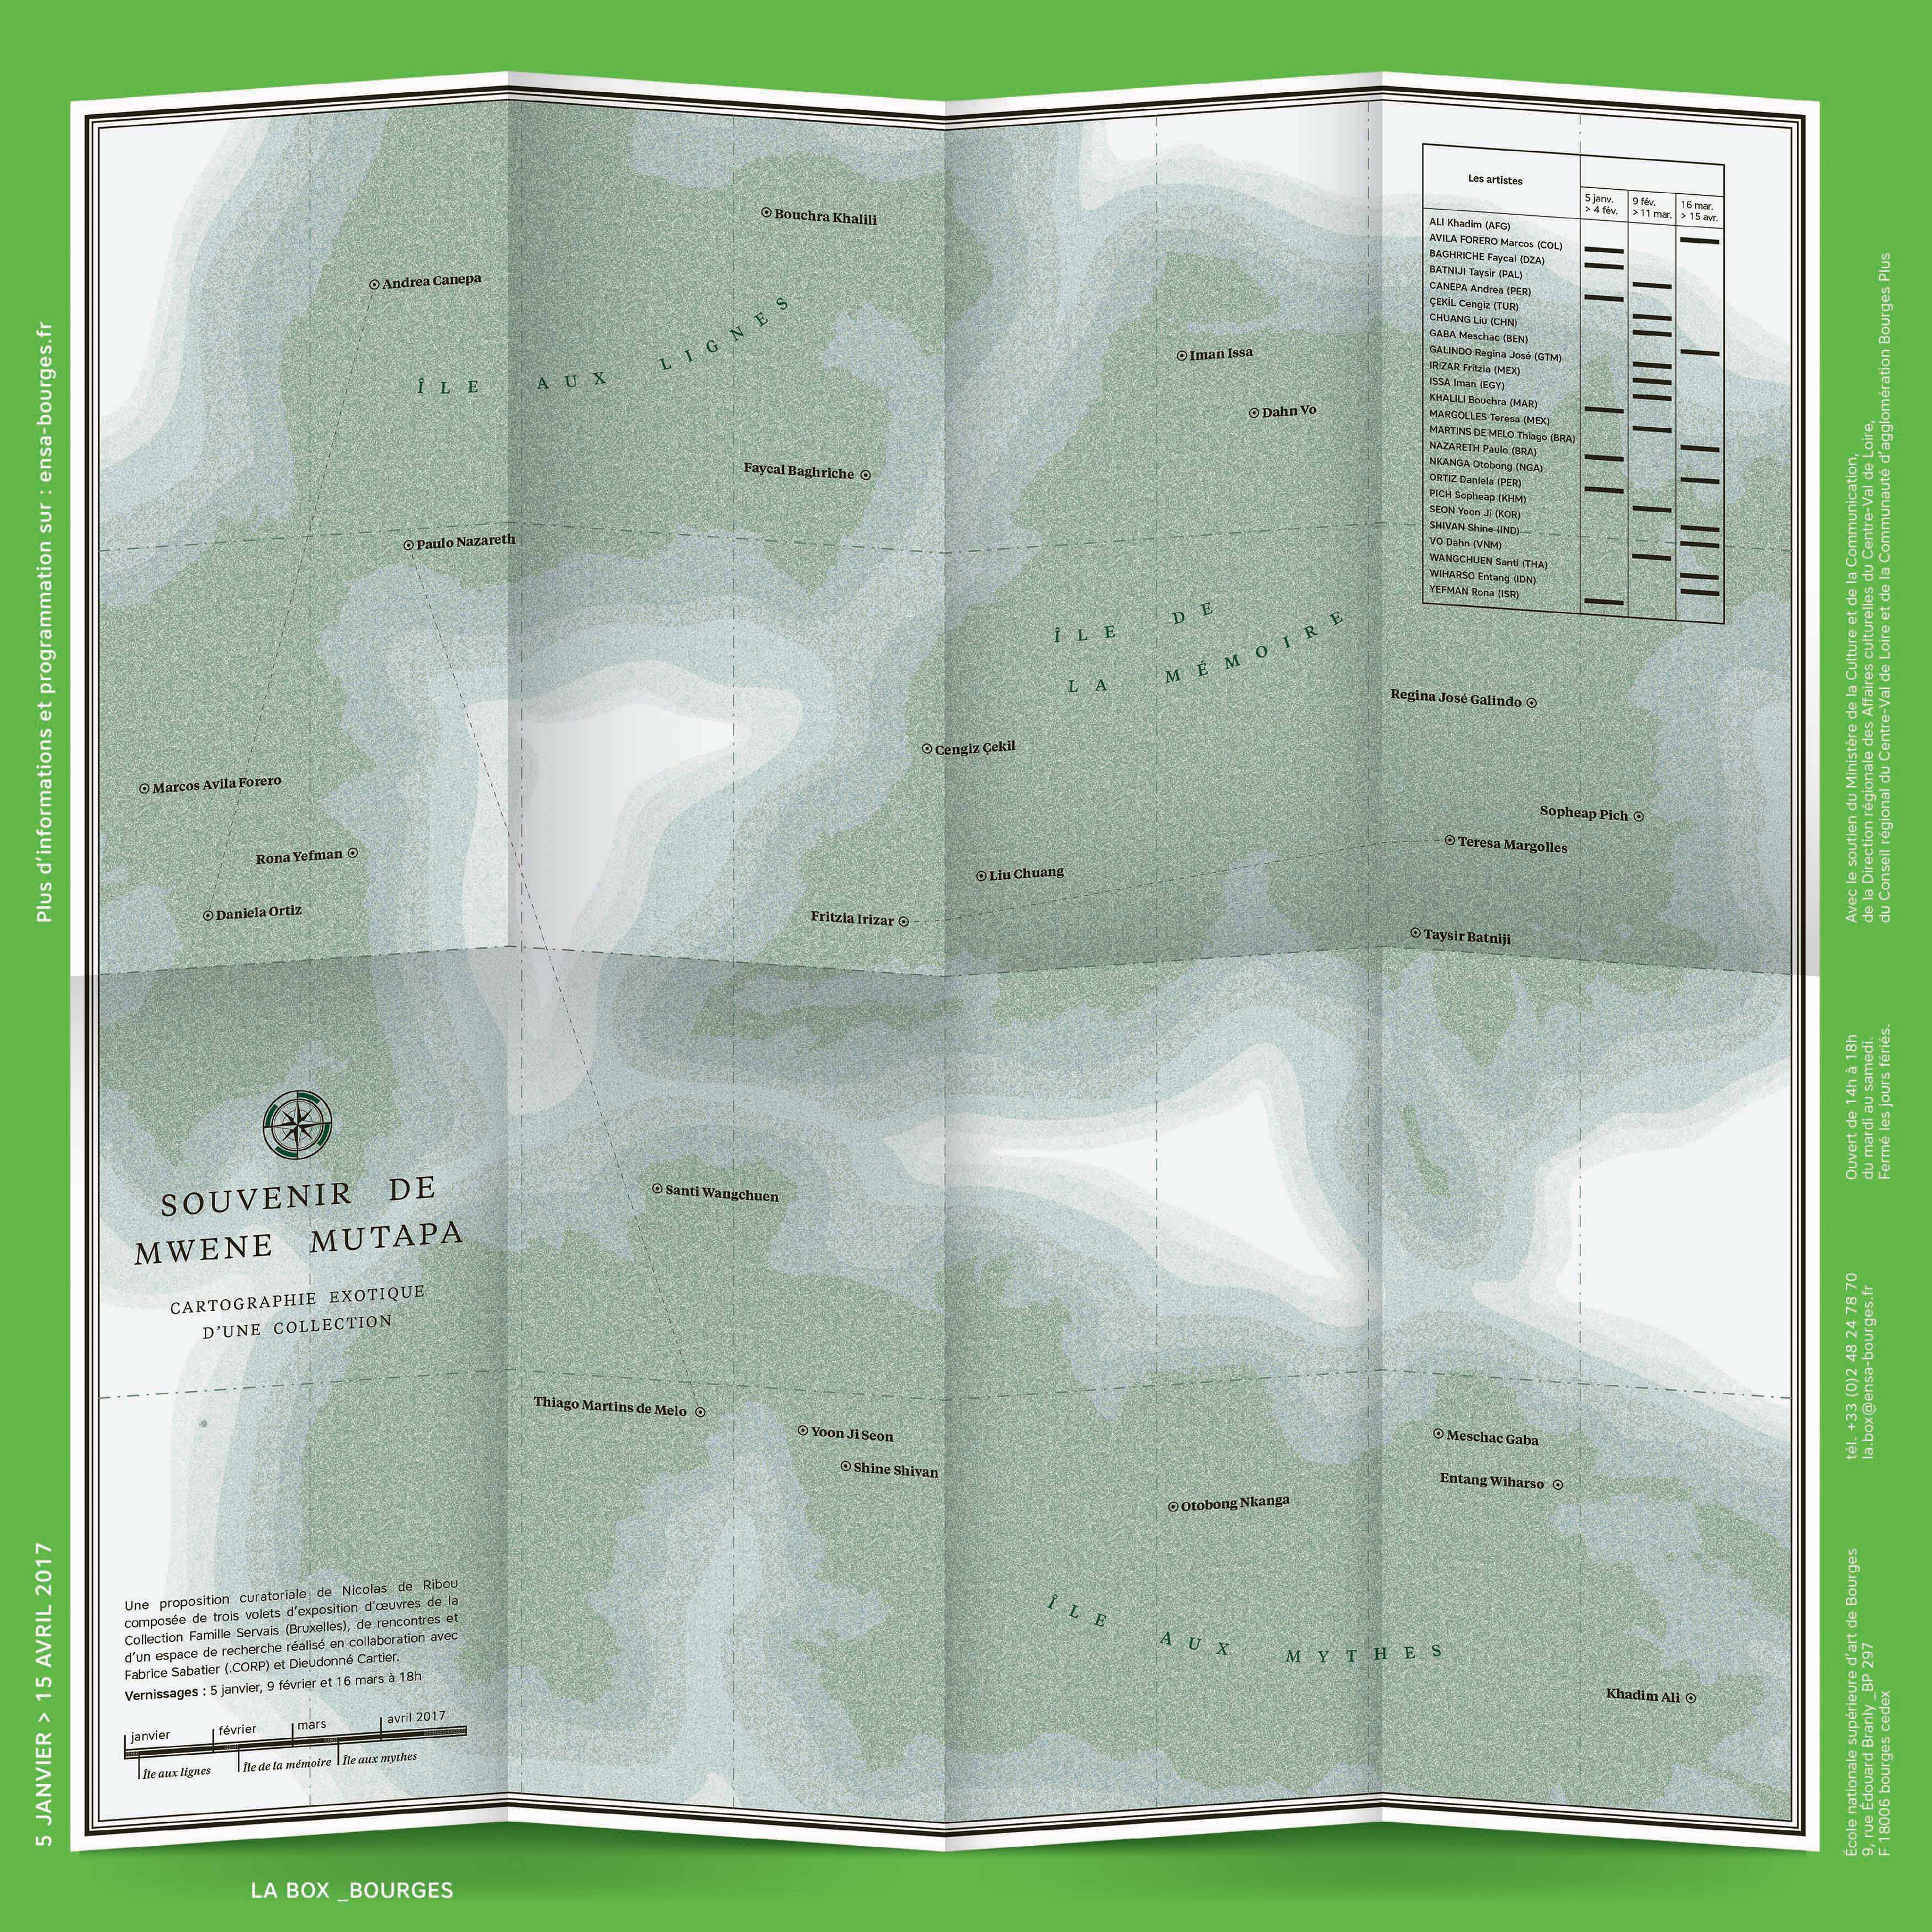 Plus d'informations et programmation sur : ensa-bourges.fr
5 JANVIER > 15 AVRIL 2017
Bouchra Khalili
Andrea Canepa
ÎLE AUX LIGNES
Faycal Baghriche
Paulo Nazareth
Marcos Avila Forero
Rona Yefman
Daniela Ortiz
Iman Issa
Dahn Vo
ÎLE DE
LA MÉMOIRE
Cengiz Çekil
Liu Chuang
Fritzia Irizar
Regina José Galindo
Sopheap Pich
Teresa Margolles
Taysir Batniji
Les artistes
5 janv.
> 4 fév.
9 fév.
> 11 mar.
16 mar.
> 15 avr.
ALI Khadim (AFG)
AVILA FORERO Marcos (COL)
BAGHRICHE Faycal (DZA)
BATNIJI Taysir (PAL)
CANEPA Andrea (PER)
ÇEKİL Cengiz (TUR)
CHUANG Liu (CHN)
GABA Meschac (BEN)
GALINDO Regina José (GTM)
IRIZAR Fritzia (MEX)
ISSA Iman (EGY)
KHALILI Bouchra (MAR)
MARGOLLES Teresa (MEX)
MARTINS DE MELO Thiago (BRA)
NAZARETH Paulo (BRA)
NKANGA Otobong (NGA)
ORTIZ Daniela (PER)
PICH Sopheap (KHM)
SEON Yoon Ji (KOR)
SHIVAN Shine (IND)
VO Dahn (VNM)
WANGCHUEN Santi (THA)
WIHARSO Entang (IDN)
YEFMAN Rona (ISR)
SOUVENIR DE
MWENE MUTAPA
CARTOGRAPHIE EXOTIQUE
D'UNE COLLECTION
Santi Wangchuen
Thiago Martins de Melo
Yoon Ji Seon
Shine Shivan
Otobong Nkanga
Meschac Gaba
Entang Wiharso
ÎLE AUX MYTHES
Khadim Ali
Une proposition curatoriale de Nicolas de Ribou
composée de trois volets d'exposition d'œuvres de la
Collection Famille Servais (Bruxelles), de rencontres et
d'un espace de recherche réalisé en collaboration avec
Fabrice Sabatier (.CORP) et Dieudonné Cartier.
Vernissages : 5 janvier, 9 février et 16 mars à 18h
janvier
février
mars
avril 2017
Île aux lignes
Île de la mémoire
Île aux mythes
LA BOX _BOURGES
Avec le soutien du Ministère de la Culture et de la Communication,
de la Direction régionale des Affaires culturelles du Centre-Val de Loire,
du Conseil régional du Centre-Val de Loire et de la Communauté d'agglomération Bourges Plus
Ouvert de 14h à 18h
du mardi au samedi.
Fermé les jours fériés.
tél. +33 (0)2 48 24 78 70
la.box@ensa-bourges.fr
École nationale supérieure d'art de Bourges
9, rue Édouard Branly _BP 297
F 18006 bourges cedex